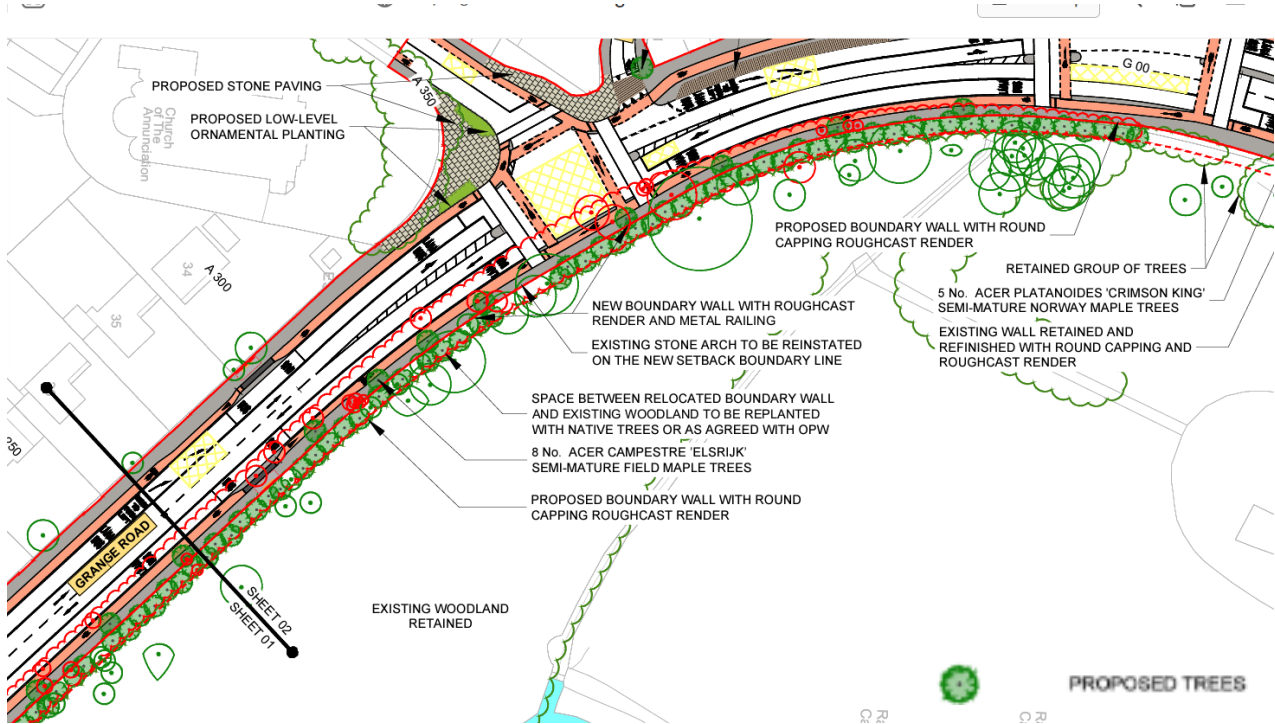 PROPOSED STONE PAVING
PROPOSED LOW-LEVEL
ORNAMENTAL PLANTING
Church
of The
Annunciation
A 350
G 00
34
A 300
35
250
PROPOSED BOUNDARY WALL WITH ROUND
CAPPING ROUGHCAST RENDER
RETAINED GROUP OF TREES
5 No. ACER PLATANOIDES 'CRIMSON KING'
SEMI-MATURE NORWAY MAPLE TREES
EXISTING WALL RETAINED AND
REFINISHED WITH ROUND CAPPING AND
ROUGHCAST RENDER
NEW BOUNDARY WALL WITH ROUGHCAST
RENDER AND METAL RAILING
EXISTING STONE ARCH TO BE REINSTATED
ON THE NEW SETBACK BOUNDARY LINE
SPACE BETWEEN RELOCATED BOUNDARY WALL
AND EXISTING WOODLAND TO BE REPLANTED
WITH NATIVE TREES OR AS AGREED WITH OPW
8 No. ACER CAMPESTRE 'ELSRIJK'
SEMI-MATURE FIELD MAPLE TREES
PROPOSED BOUNDARY WALL WITH ROUND
CAPPING ROUGHCAST RENDER
GRANGE ROAD
SHEET 02
SHEET 01
EXISTING WOODLAND
RETAINED
PROPOSED TREES